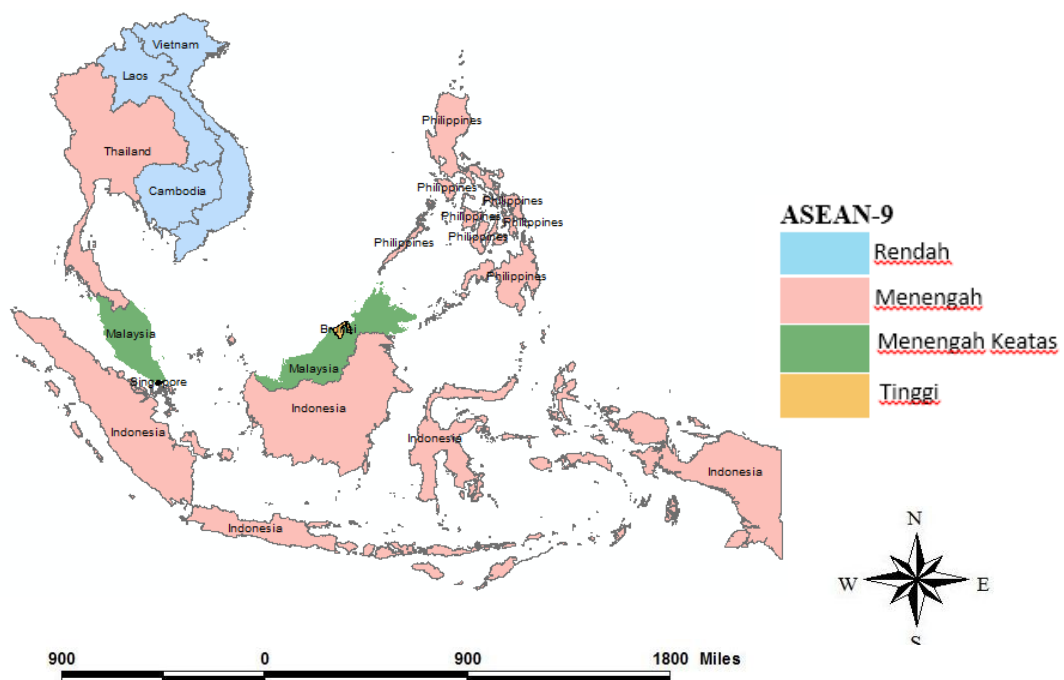 Vietnam
Laos
Thailand
Cambodia
Philippines
Philippines
Philippines
Philippines
Philippines
Philippines
Philippines
Philippines
Malaysia
Brunei
Malaysia
Singapore
Indonesia
Indonesia
Indonesia
Indonesia
Indonesia
ASEAN-9
Rendah
Menengah
Menengah Keatas
Tinggi
N
W E
S
900 0 900 1800 Miles